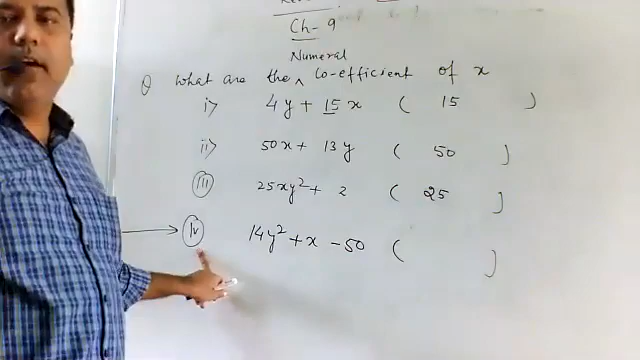 Ch- 9
Numeral
Q What are the ^ Co-efficient of x
i) 4y + 15x ( 15 )
ii) 50x + 13y ( 50 )
iii 25xy² + 2 ( 25 )
iv 14y² + x - 50 ( )